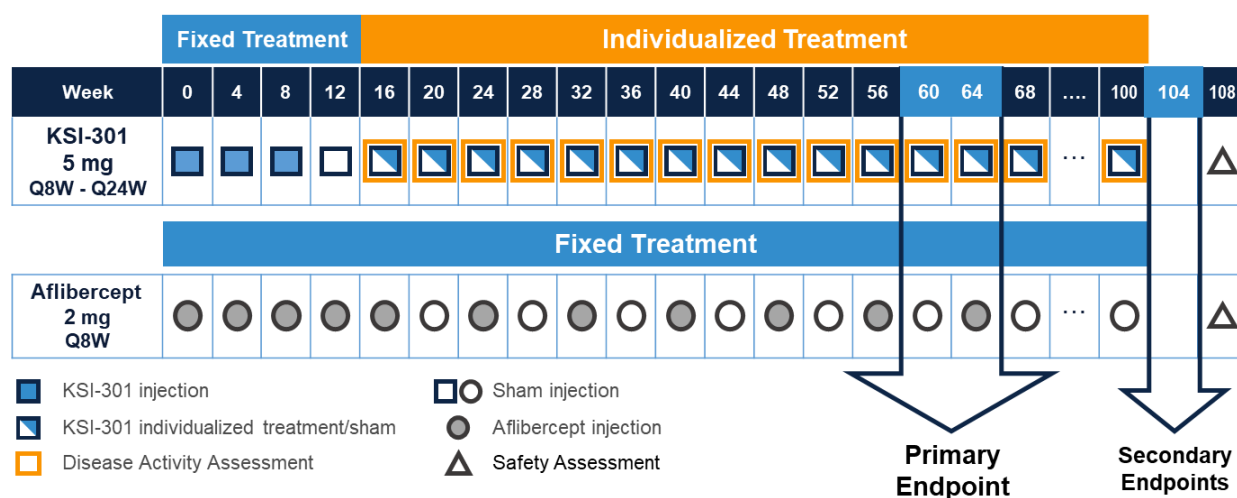 Fixed Treatment Individualized Treatment
Week 0 4 8 12 16 20 24 28 32 36 40 44 48 52 56 60 64 68 .... 100 104 108
KSI-301
5 mg
Q8W - Q24W
...
Fixed Treatment
Aflibercept
2 mg
Q8W
...
KSI-301 injection
Sham injection
KSI-301 individualized treatment/sham
Aflibercept injection
Disease Activity Assessment
Safety Assessment
Primary
Endpoint
Secondary
Endpoints